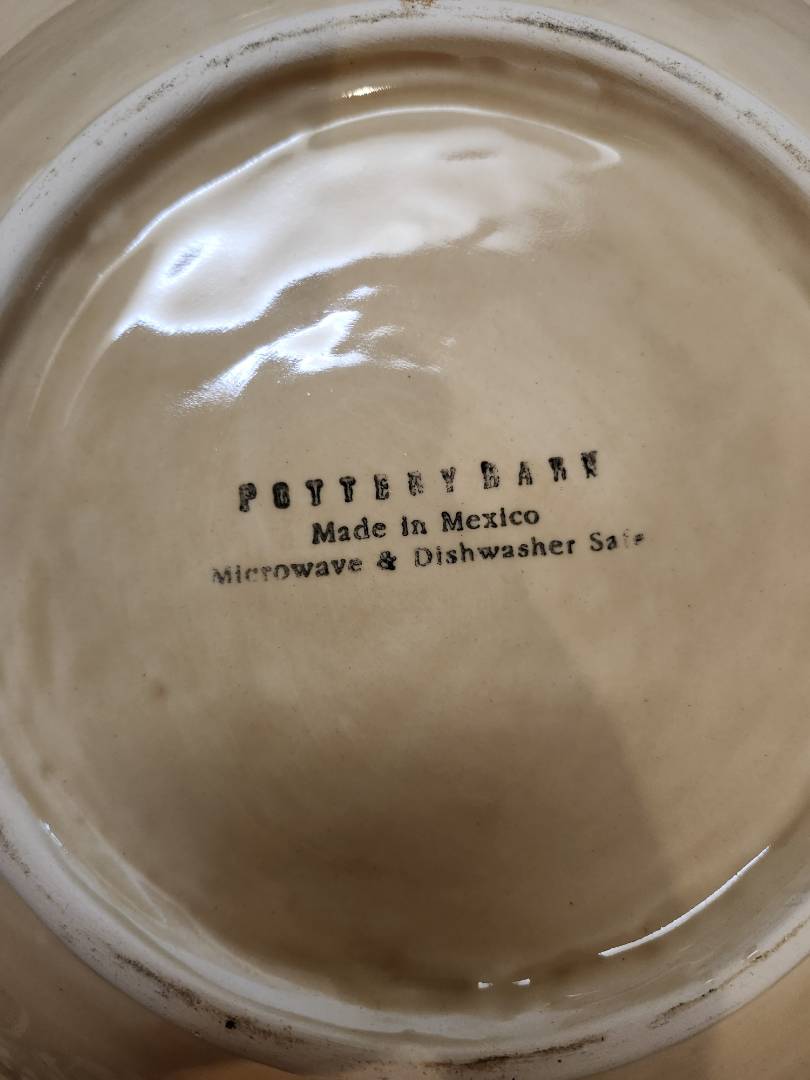 POTTERY BARN
Made in Mexico
Microwave & Dishwasher Safe